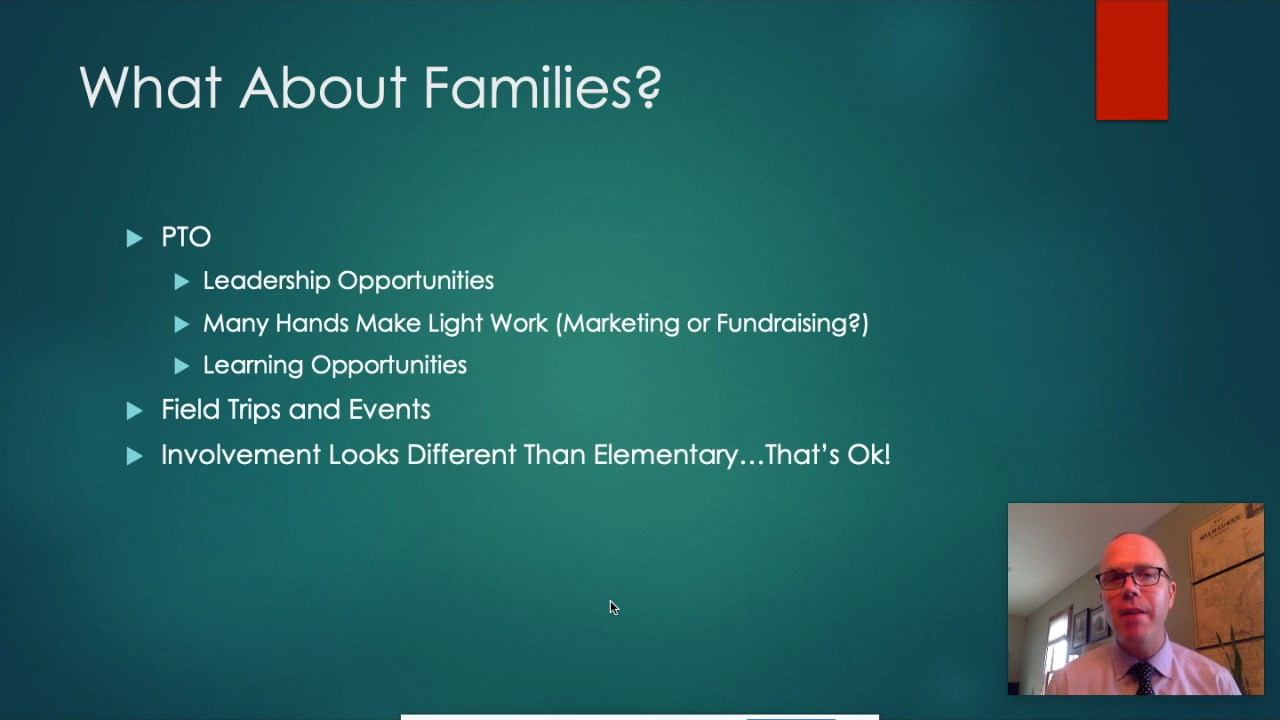 What About Families?
PTO
Leadership Opportunities
Many Hands Make Light Work (Marketing or Fundraising?)
Learning Opportunities
Field Trips and Events
Involvement Looks Different Than Elementary…That’s Ok!
MILWAUKEE